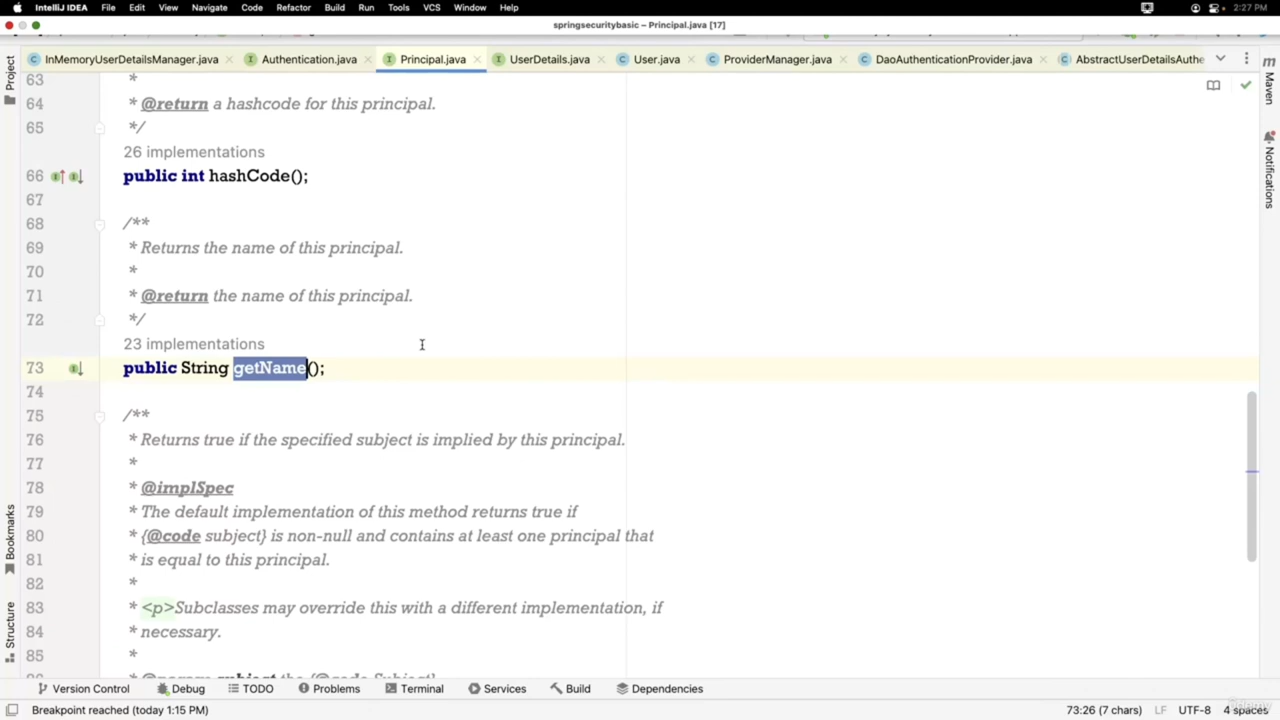 IntelliJ IDEA File Edit View Navigate Code Refactor Build Run Tools VCS Window Help 2:27 PM
springsecuritybasic – Principal.java [17]
Project
InMemoryUserDetailsManager.java Authentication.java Principal.java UserDetails.java User.java ProviderManager.java DaoAuthenticationProvider.java AbstractUserDetailsAuthe
Maven
Notifications
63 *
64 * @return a hashcode for this principal.
65 */
26 implementations
66 public int hashCode();
67
68 /**
69 * Returns the name of this principal.
70 *
71 * @return the name of this principal.
72 */
23 implementations
73 public String getName();
74
75 /**
76 * Returns true if the specified subject is implied by this principal.
77 *
78 * @implSpec
79 * The default implementation of this method returns true if
80 * {@code subject} is non-null and contains at least one principal that
81 * is equal to this principal.
82 *
83 * <p>Subclasses may override this with a different implementation, if
84 * necessary.
85 *
Bookmarks
Structure
Version Control Debug TODO Problems Terminal Services Build Dependencies
Breakpoint reached (today 1:15 PM) 73:26 (7 chars) LF UTF-8 4 spaces